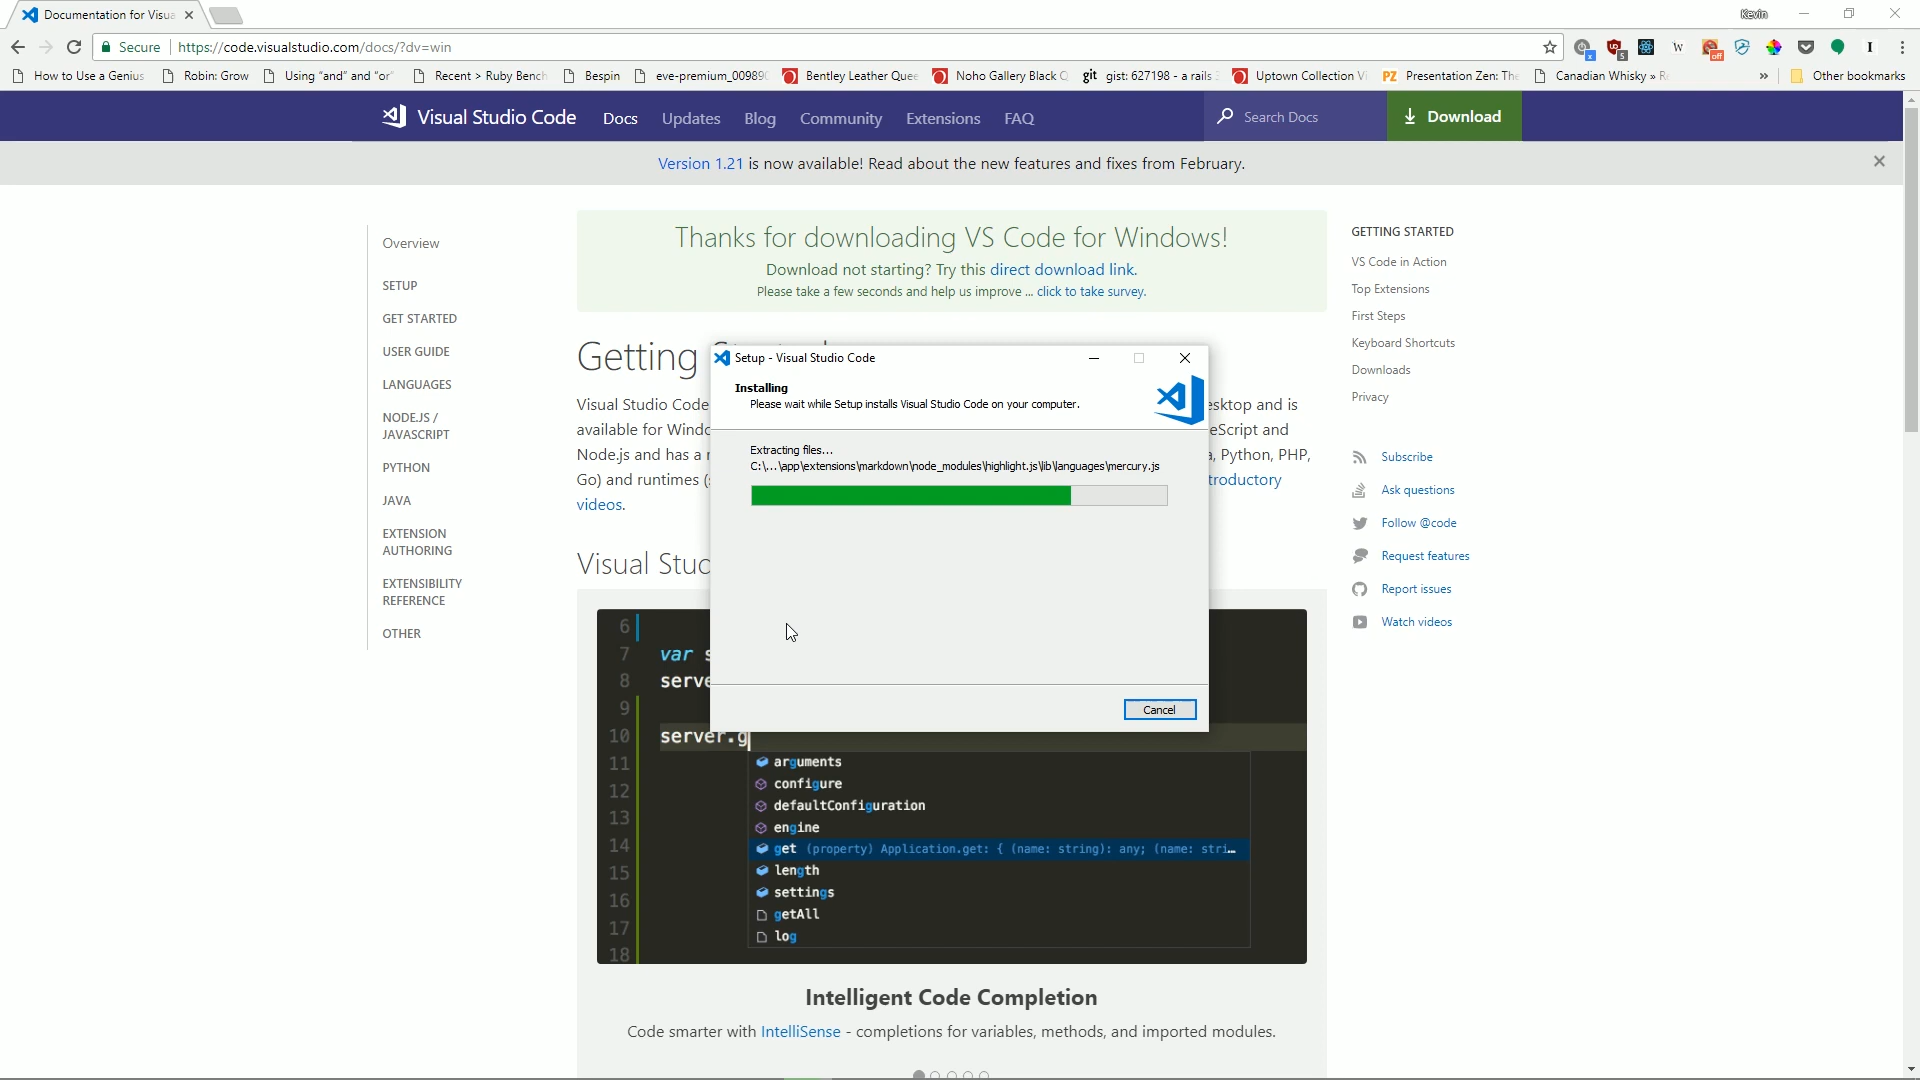 Documentation for Visua
Kevin
Secure https://code.visualstudio.com/docs/?dv=win
How to Use a Genius
Robin: Grow
Using "and" and "or"
Recent > Ruby Bench
Bespin
eve-premium_00989
Bentley Leather Quee
Noho Gallery Black Q
git gist: 627198 - a rails
Uptown Collection Vi
PZ Presentation Zen: The
Canadian Whisky » Re
»
Other bookmarks
Visual Studio Code
Docs
Updates
Blog
Community
Extensions
FAQ
Search Docs
Download
Version 1.21 is now available! Read about the new features and fixes from February.
Overview
SETUP
GET STARTED
USER GUIDE
LANGUAGES
NODE.JS /
JAVASCRIPT
PYTHON
JAVA
EXTENSION
AUTHORING
EXTENSIBILITY
REFERENCE
OTHER
Thanks for downloading VS Code for Windows!
Download not starting? Try this direct download link.
Please take a few seconds and help us improve ... click to take survey.
Getting
Visual Studio Code
esktop and is
available for Windo
eScript and
Node.js and has a
a, Python, PHP,
Go) and runtimes (
troductory
videos.
Setup - Visual Studio Code
Installing
Please wait while Setup installs Visual Studio Code on your computer.
Extracting files...
C:\...\app\extensions\markdown\node_modules\highlight.js\lib\languages\mercury.js
Cancel
Visual Stud
6
7 var s
8 serve
9
10 server.g
11 arguments
12 configure
defaultConfiguration
13 engine
14 get (property) Application.get: { (name: string): any; (name: stri…
15 length
16 settings
17 getAll
18 log
Intelligent Code Completion
Code smarter with IntelliSense - completions for variables, methods, and imported modules.
GETTING STARTED
VS Code in Action
Top Extensions
First Steps
Keyboard Shortcuts
Downloads
Privacy
Subscribe
Ask questions
Follow @code
Request features
Report issues
Watch videos